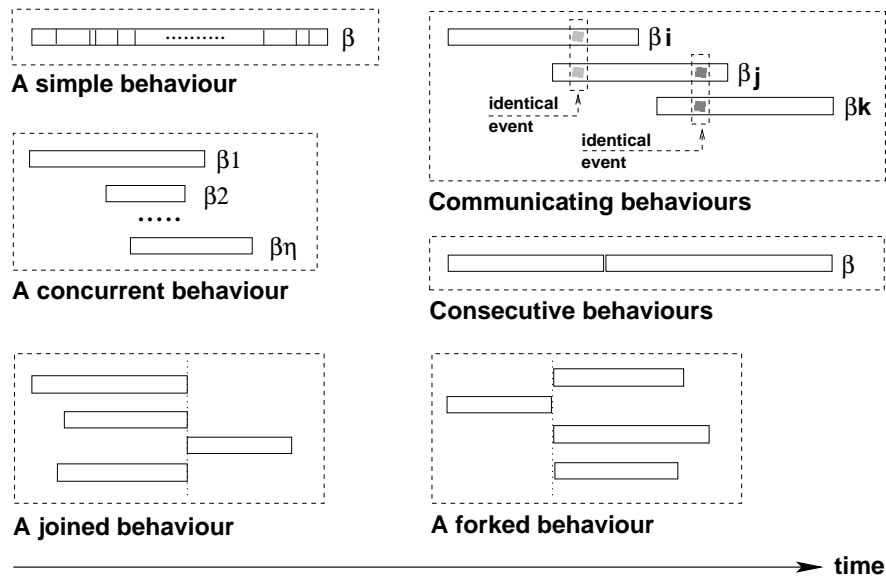 β
A simple behaviour
β1
β2
.....
βη
A concurrent behaviour
βi
βj
βk
identical
event
identical
event
Communicating behaviours
β
Consecutive behaviours
A joined behaviour
A forked behaviour
time